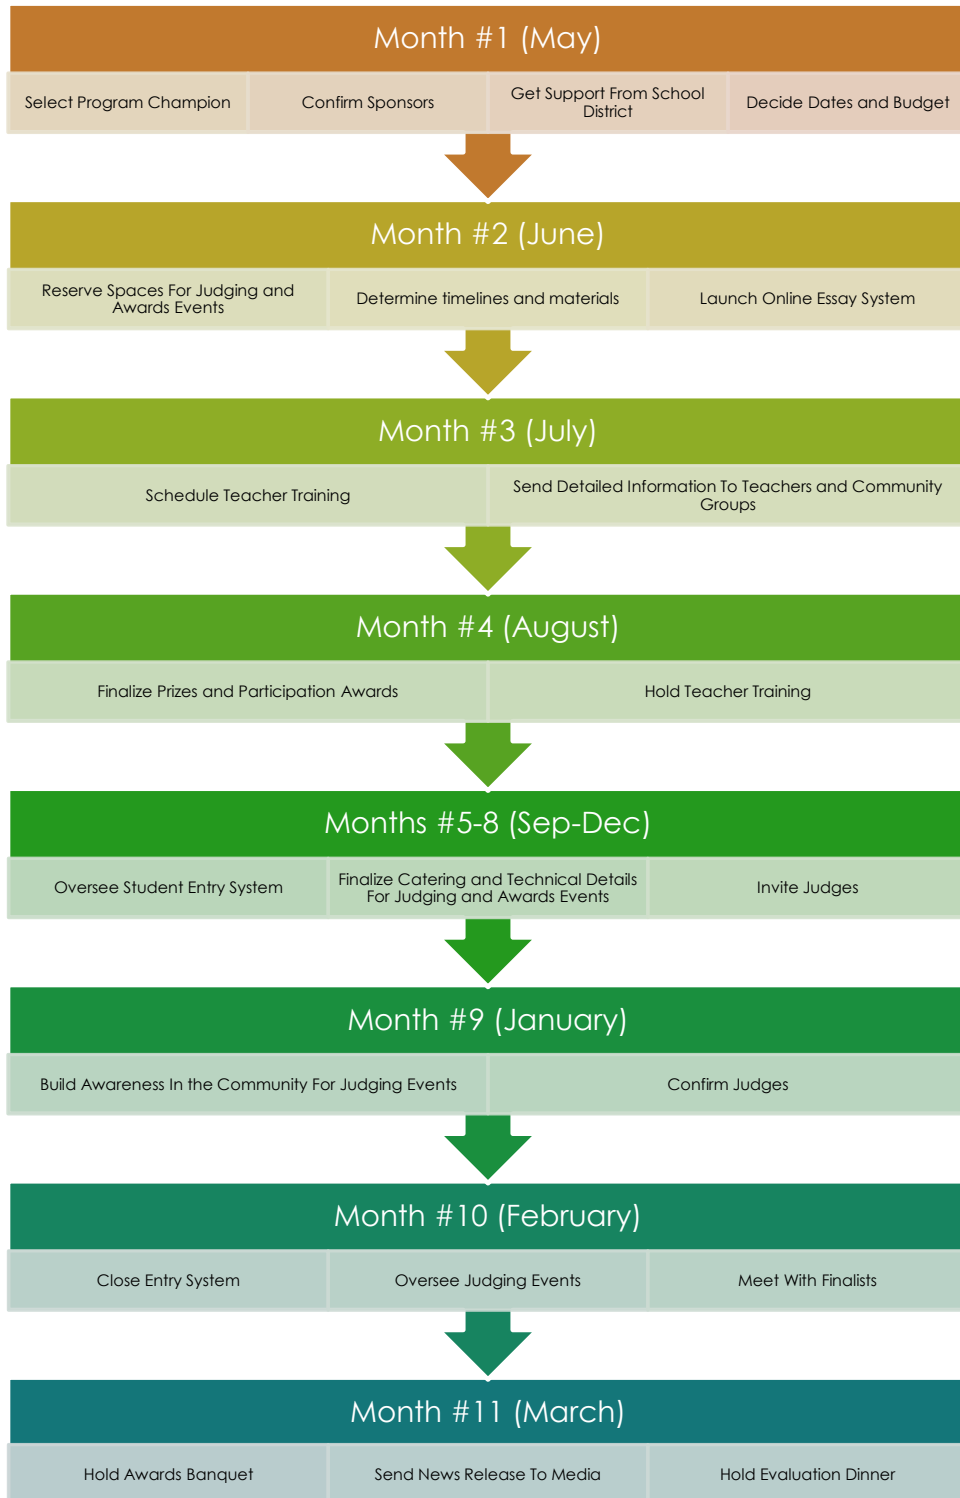 Month #1 (May)
Select Program Champion
Confirm Sponsors
Get Support From School
District
Decide Dates and Budget
Month #2 (June)
Reserve Spaces For Judging and
Awards Events
Determine timelines and materials
Launch Online Essay System
Month #3 (July)
Schedule Teacher Training
Send Detailed Information To Teachers and Community
Groups
Month #4 (August)
Finalize Prizes and Participation Awards
Hold Teacher Training
Months #5-8 (Sep-Dec)
Oversee Student Entry System
Finalize Catering and Technical Details
For Judging and Awards Events
Invite Judges
Month #9 (January)
Build Awareness In the Community For Judging Events
Confirm Judges
Month #10 (February)
Close Entry System
Oversee Judging Events
Meet With Finalists
Month #11 (March)
Hold Awards Banquet
Send News Release To Media
Hold Evaluation Dinner